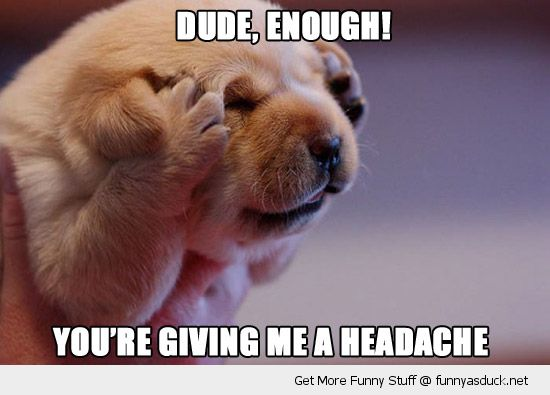 DUDE, ENOUGH!
YOU'RE GIVING ME A HEADACHE
Get More Funny Stuff @ funnyasduck.net